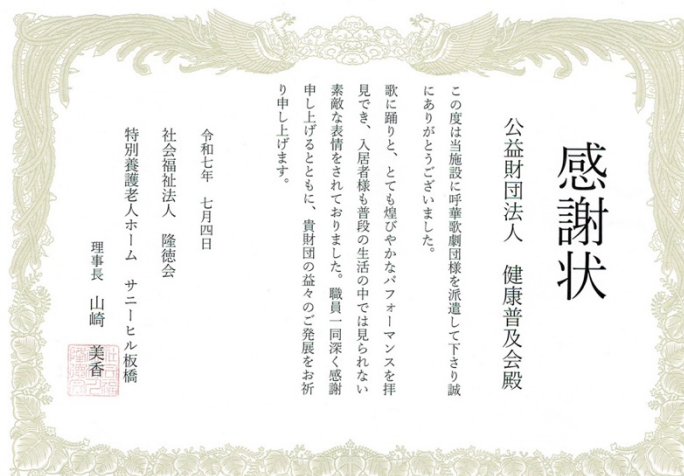 感謝状
公益財団法人　健康普及会殿
この度は当施設に呼華歌劇団様を派遣して下さり誠
にありがとうございました。
歌に踊りと、とても煌びやかなパフォーマンスを拝
見でき、入居者様も普段の生活の中では見られない
素敵な表情をされておりました。職員一同深く感謝
申し上げるとともに、貴財団の益々のご発展をお祈
り申し上げます。
令和七年　七月四日
社会福祉法人　隆徳会
特別養護老人ホーム　サニーヒル板橋
理事長　山崎　美香